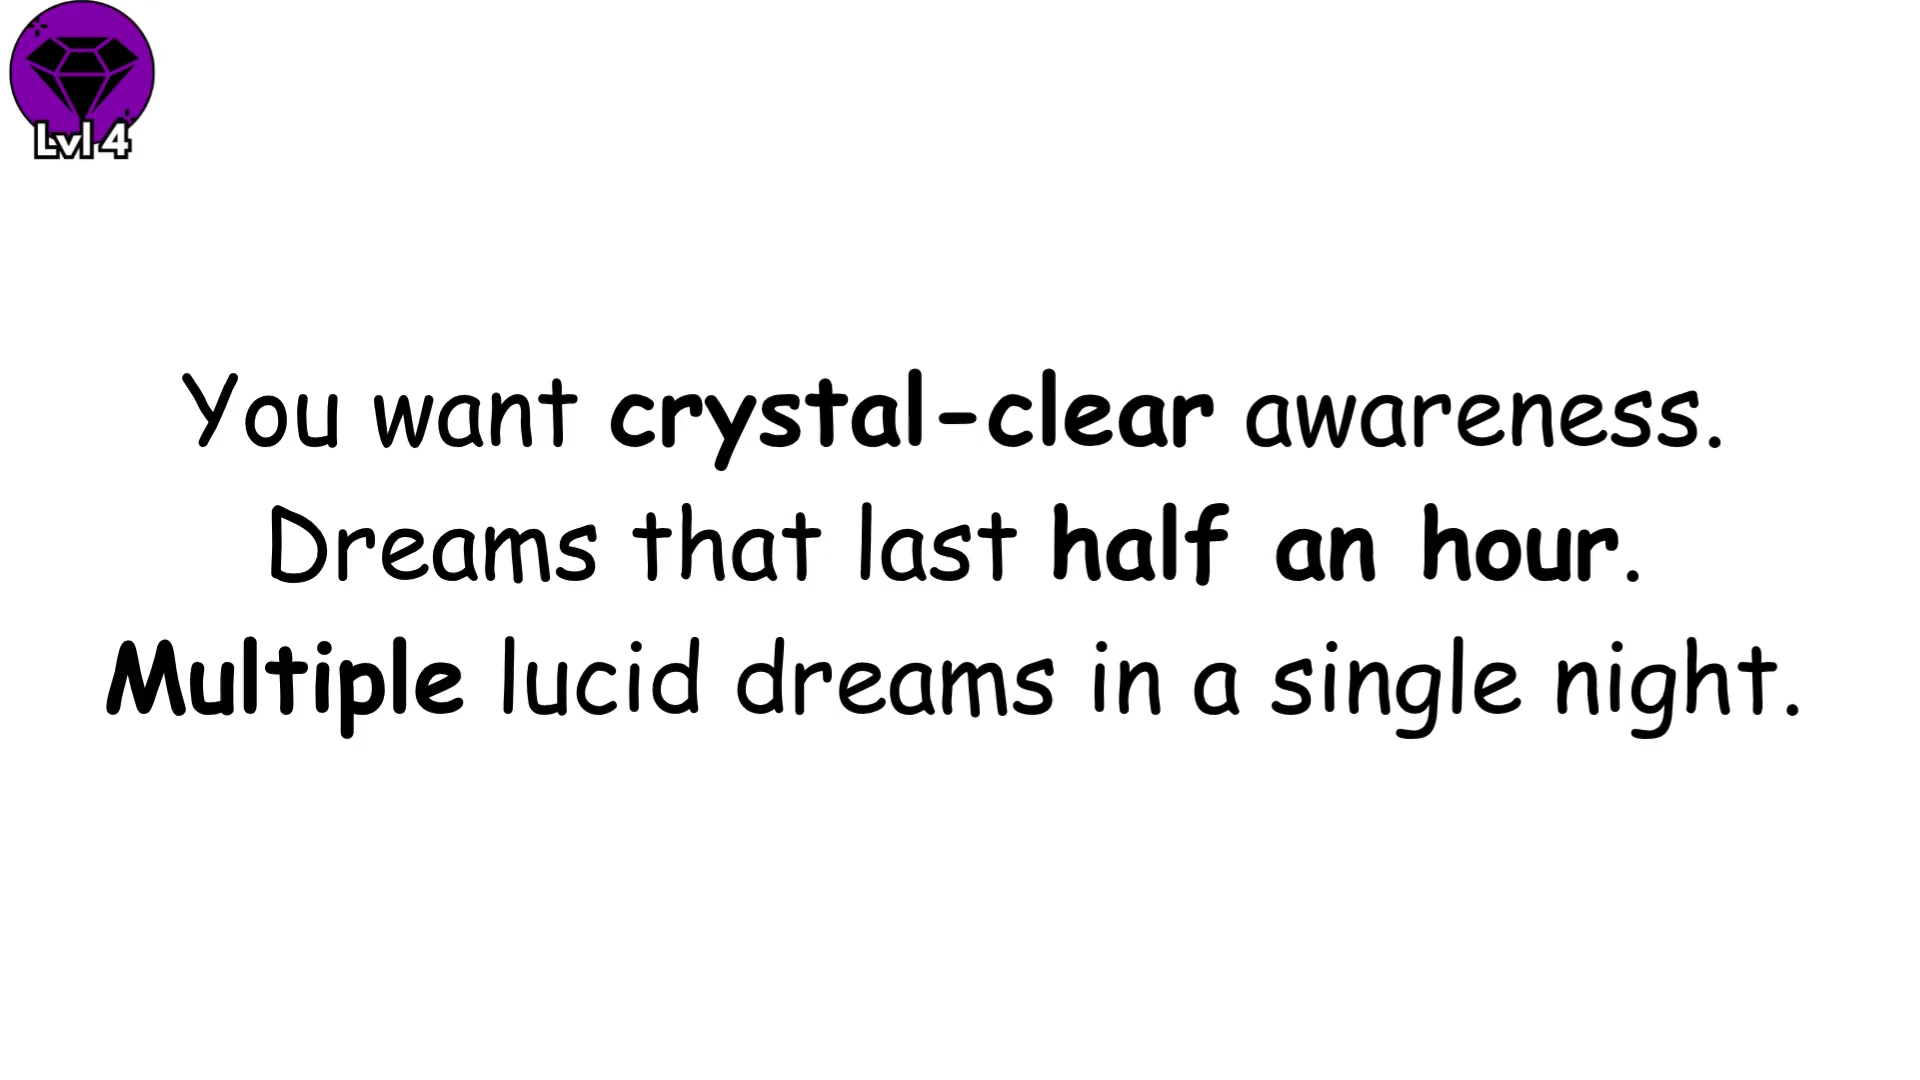 Lvl 4
You want crystal-clear awareness.
Dreams that last half an hour.
Multiple lucid dreams in a single night.